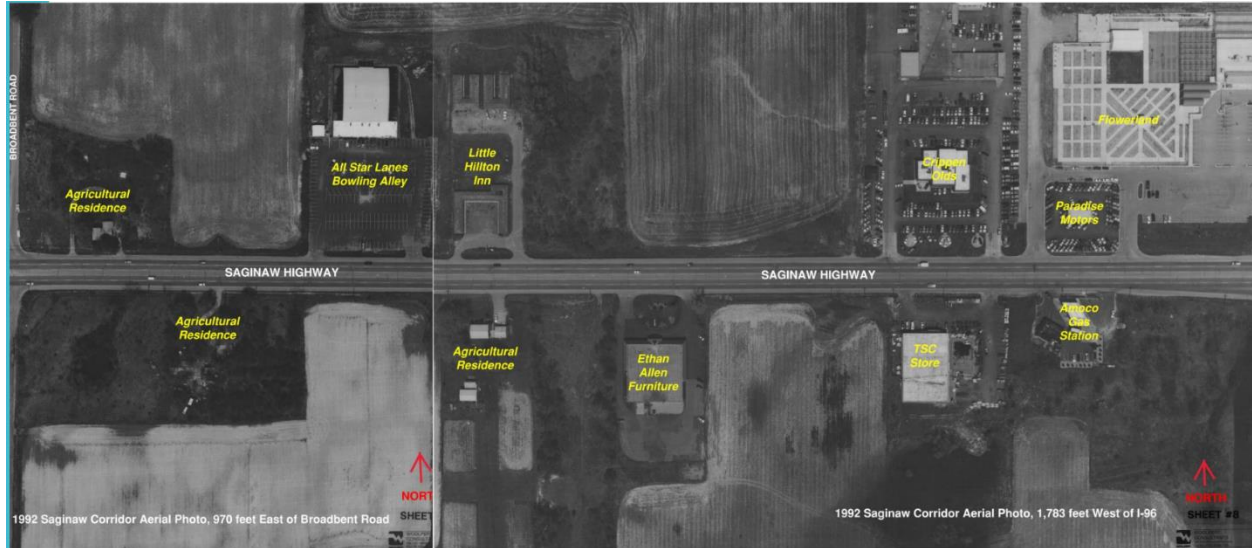 BROADBENT ROAD
Agricultural
Residence
All Star Lanes
Bowling Alley
Little
Hillton
Inn
Crippen
Olds
Flowerland
Paradise
Motors
SAGINAW HIGHWAY
SAGINAW HIGHWAY
Agricultural
Residence
Agricultural
Residence
Ethan
Allen
Furniture
TSC
Store
Amoco
Gas
Station
NORT
SHEET
1992 Saginaw Corridor Aerial Photo, 970 feet East of Broadbent Road
NORTH
SHEET #8
1992 Saginaw Corridor Aerial Photo, 1,783 feet West of I-96